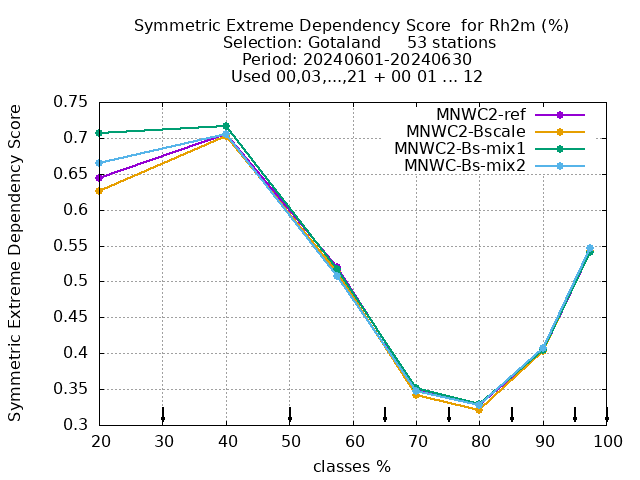 Symmetric Extreme Dependency Score  for Rh2m (%)
Selection: Gotaland     53 stations
Period: 20240601-20240630
Used 00,03,...,21 + 00 01 ... 12
Symmetric Extreme Dependency Score
0.75
0.7
0.65
0.6
0.55
0.5
0.45
0.4
0.35
0.3
MNWC2-ref
MNWC2-Bscale
MNWC2-Bs-mix1
MNWC-Bs-mix2
20 30 40 50 60 70 80 90 100
classes %